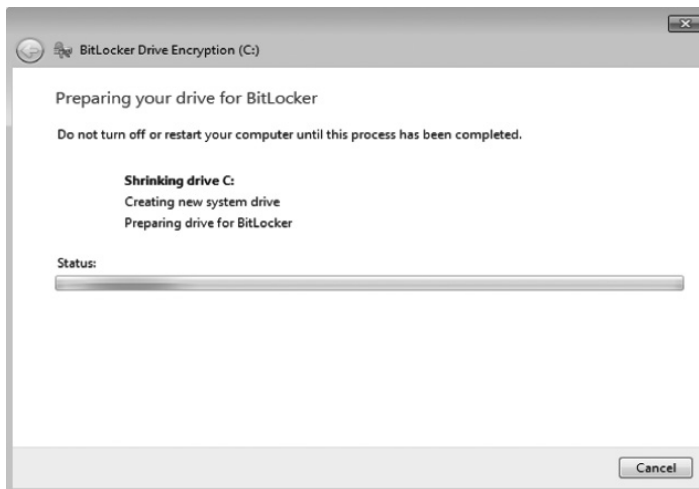 BitLocker Drive Encryption (C:)
Preparing your drive for BitLocker
Do not turn off or restart your computer until this process has been completed.
Shrinking drive C:
Creating new system drive
Preparing drive for BitLocker
Status:
Cancel